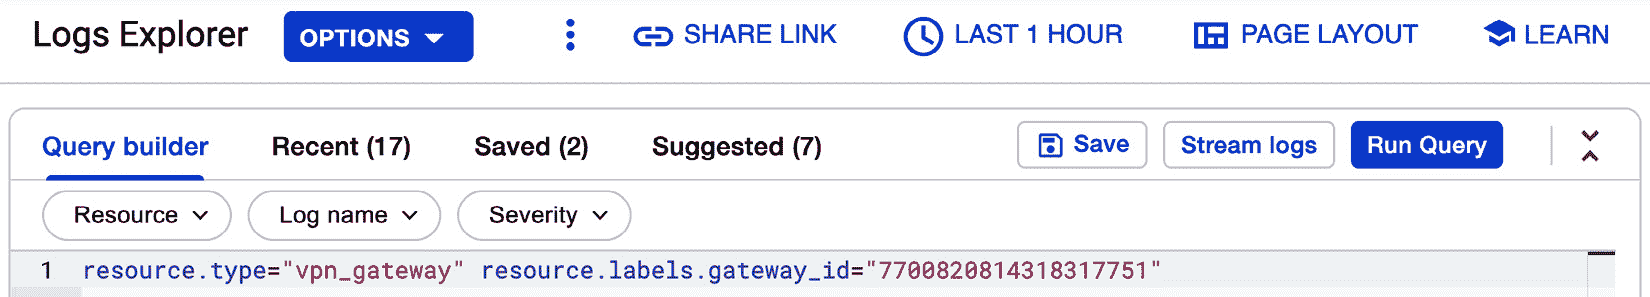 Logs Explorer OPTIONS SHARE LINK LAST 1 HOUR PAGE LAYOUT LEARN
Query builder Recent (17) Saved (2) Suggested (7) Save Stream logs Run Query
Resource Log name Severity
1 resource.type="vpn_gateway" resource.labels.gateway_id="7700820814318317751"